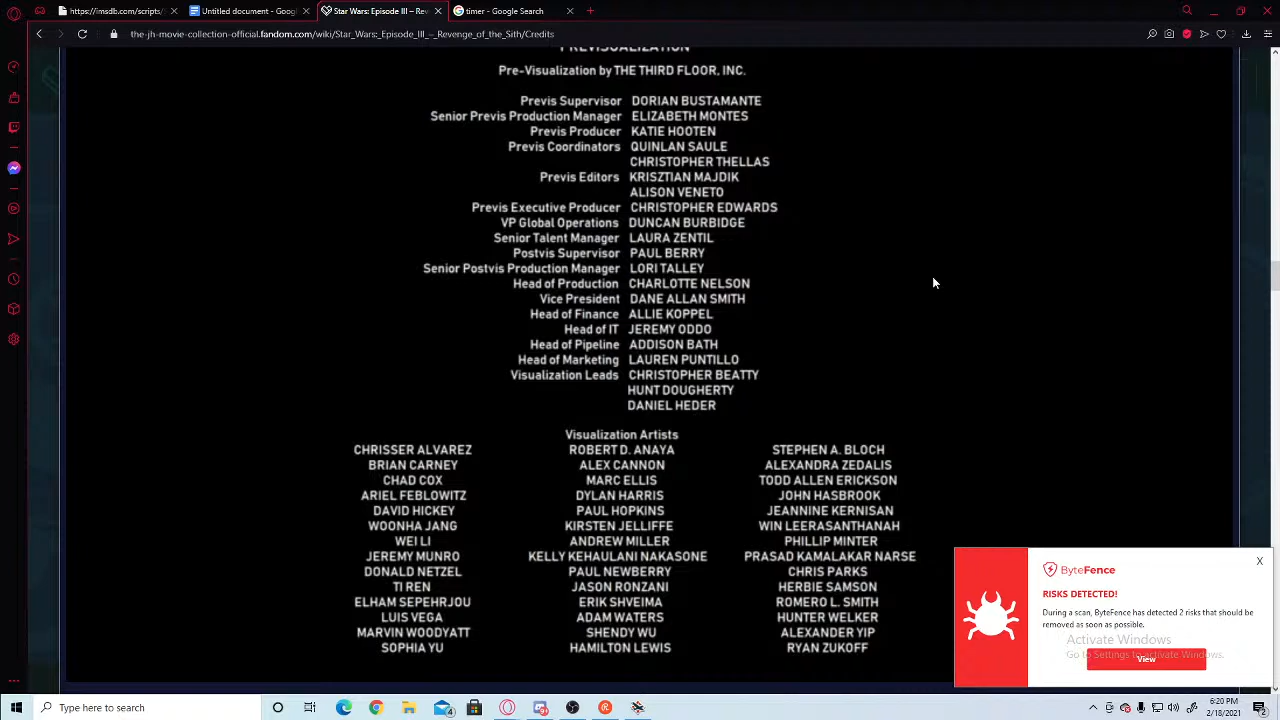 https://imsdb.com/scripts/S
Untitled document - Googl
Star Wars: Episode III – Rev
timer - Google Search
the-jh-movie-collection-official.fandom.com/wiki/Star_Wars:_Episode_III_–_Revenge_of_the_Sith/Credits
PREVISUALIZATION
Pre-Visualization by THE THIRD FLOOR, INC.
Previs Supervisor DORIAN BUSTAMANTE
Senior Previs Production Manager ELIZABETH MONTES
Previs Producer KATIE HOOTEN
Previs Coordinators QUINLAN SAULE
CHRISTOPHER THELLAS
Previs Editors KRISZTIAN MAJDIK
ALISON VENETO
Previs Executive Producer CHRISTOPHER EDWARDS
VP Global Operations DUNCAN BURBIDGE
Senior Talent Manager LAURA ZENTIL
Postvis Supervisor PAUL BERRY
Senior Postvis Production Manager LORI TALLEY
Head of Production CHARLOTTE NELSON
Vice President DANE ALLAN SMITH
Head of Finance ALLIE KOPPEL
Head of IT JEREMY ODDO
Head of Pipeline ADDISON BATH
Head of Marketing LAUREN PUNTILLO
Visualization Leads CHRISTOPHER BEATTY
HUNT DOUGHERTY
DANIEL HEDER
Visualization Artists
CHRISSER ALVAREZ ROBERT D. ANAYA STEPHEN A. BLOCH
BRIAN CARNEY ALEX CANNON ALEXANDRA ZEDALIS
CHAD COX MARC ELLIS TODD ALLEN ERICKSON
ARIEL FEBLOWITZ DYLAN HARRIS JOHN HASBROOK
DAVID HICKEY PAUL HOPKINS JEANNINE KERNISAN
WOONHA JANG KIRSTEN JELLIFFE WIN LEERASANTHANAH
WEI LI ANDREW MILLER PHILLIP MINTER
JEREMY MUNRO KELLY KEHAULANI NAKASONE PRASAD KAMALAKAR NARSE
DONALD NETZEL PAUL NEWBERRY CHRIS PARKS
TI REN JASON RONZANI HERBIE SAMSON
ELHAM SEPEHRJOU ERIK SHVEIMA ROMERO L. SMITH
LUIS VEGA ADAM WATERS HUNTER WELKER
MARVIN WOODYATT SHENDY WU ALEXANDER YIP
SOPHIA YU HAMILTON LEWIS RYAN ZUKOFF
ByteFence
X
RISKS DETECTED!
During a scan, ByteFence has detected 2 risks that should be
removed as soon as possible.
Activate Windows
Go to Settings to activate Windows.
View
Type here to search
6:20 PM
2/18/2021